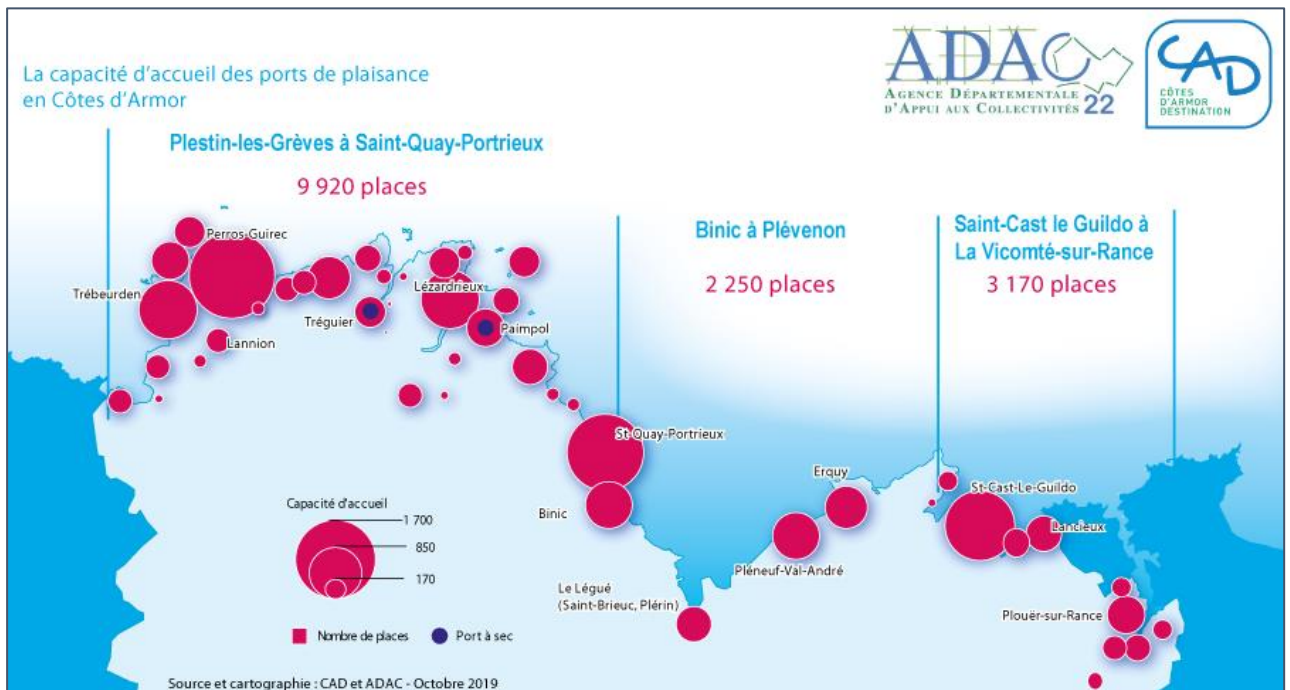 La capacité d'accueil des ports de plaisance
en Côtes d'Armor
ADAC
AGENCE DÉPARTEMENTALE
D'APPUI AUX COLLECTIVITÉS 22
CAD
CÔTES
D'ARMOR
DESTINATION
Plestin-les-Grèves à Saint-Quay-Portrieux
9 920 places
Binic à Plévenon
2 250 places
Saint-Cast le Guildo à
La Vicomté-sur-Rance
3 170 places
Perros-Guirec
Trébeurden
Lézardrieux
Tréguier
Paimpol
Lannion
St-Quay-Portrieux
Erquy
St-Cast-Le-Guildo
Binic
Lancieux
Pléneuf-Val-André
Le Légué
(Saint-Brieuc, Plérin)
Plouër-sur-Rance
Capacité d'accueil
1 700
850
170
Nombre de places
Port à sec
Source et cartographie : CAD et ADAC - Octobre 2019